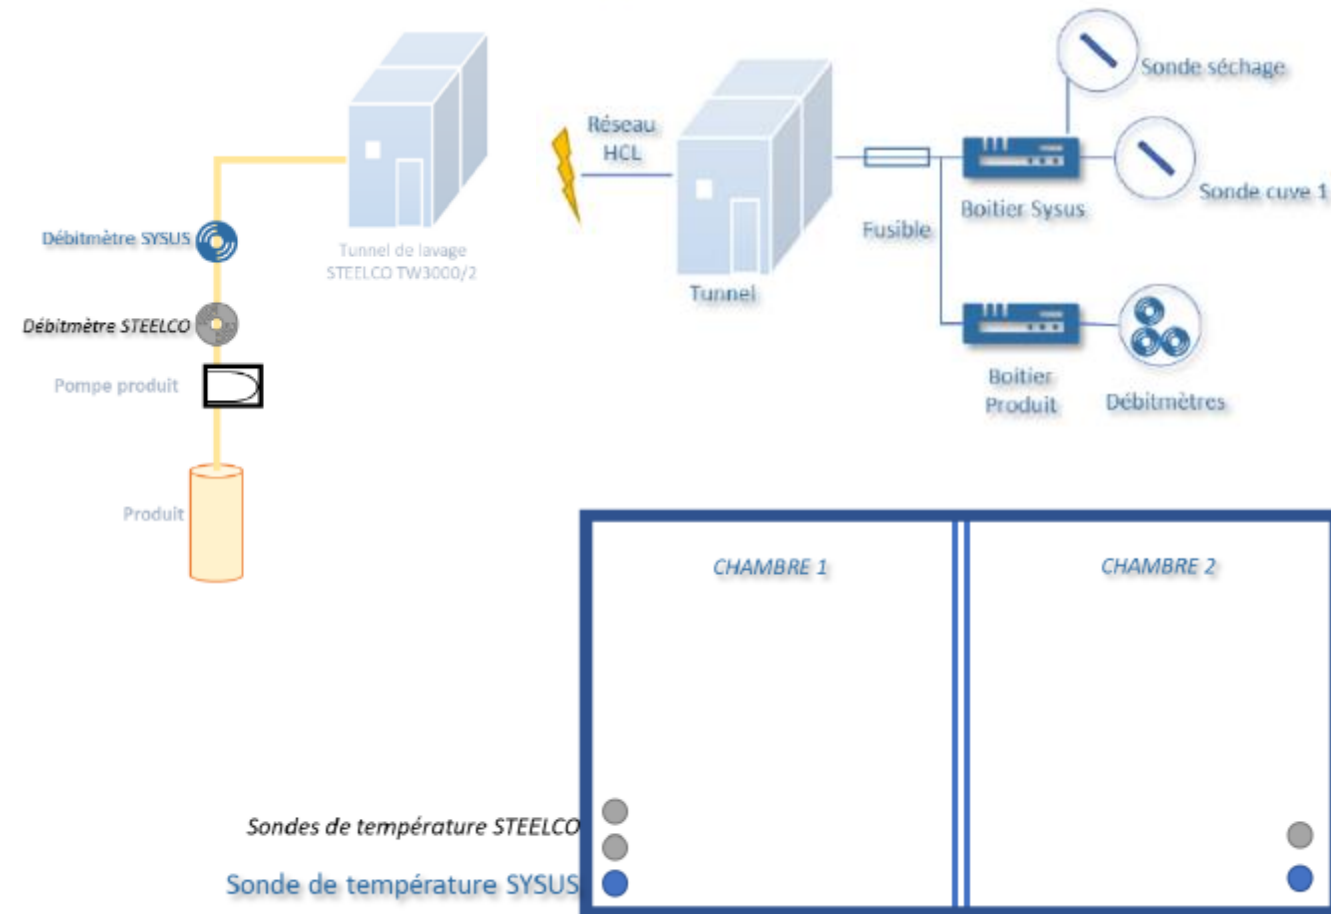 Débitmètre SYSUS
Débitmètre STEELCO
Pompe produit
Produit
Tunnel de lavage
STEELCO TW3000/2
Réseau
HCL
Tunnel
Fusible
Sonde séchage
Boitier Sysus
Sonde cuve 1
Boitier
Produit
Débitmètres
CHAMBRE 1
CHAMBRE 2
Sondes de température STEELCO
Sonde de température SYSUS